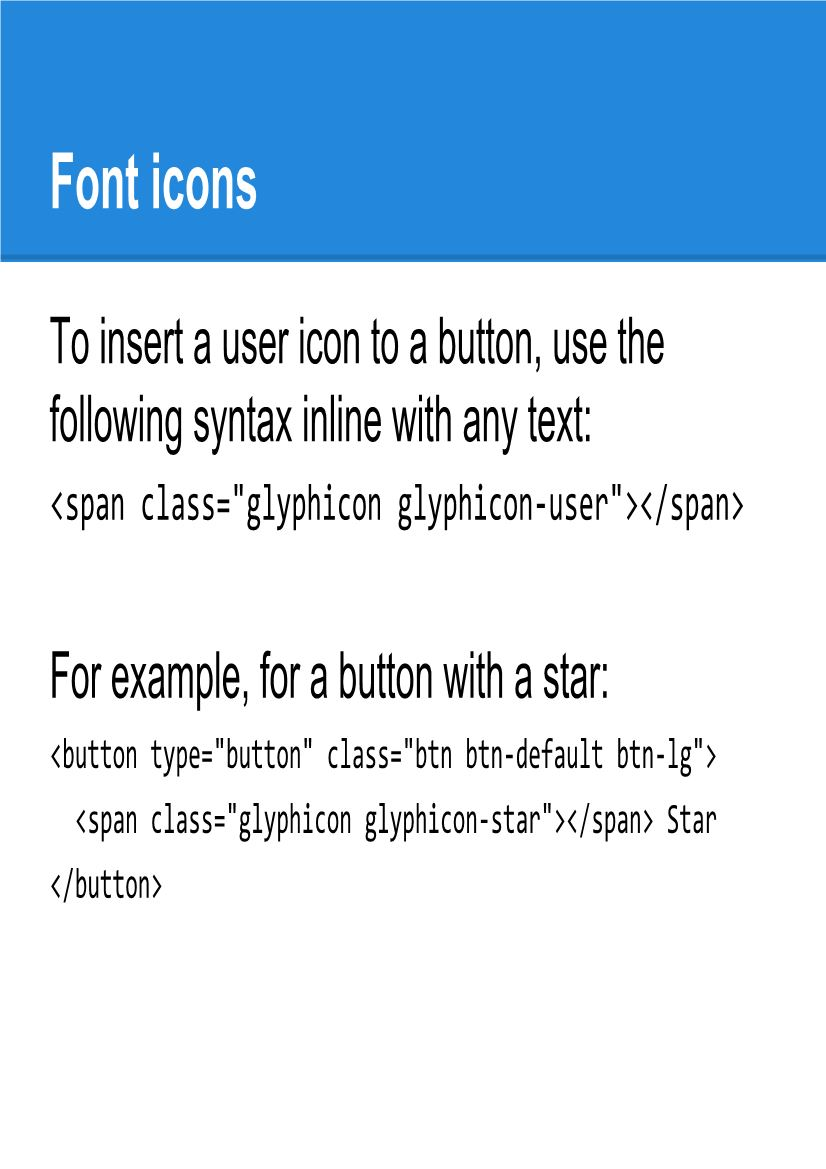 Font icons
To insert a user icon to a button, use the
following syntax inline with any text:
<span class="glyphicon glyphicon-user"></span>
For example, for a button with a star:
<button type="button" class="btn btn-default btn-lg">
  <span class="glyphicon glyphicon-star"></span> Star
</button>